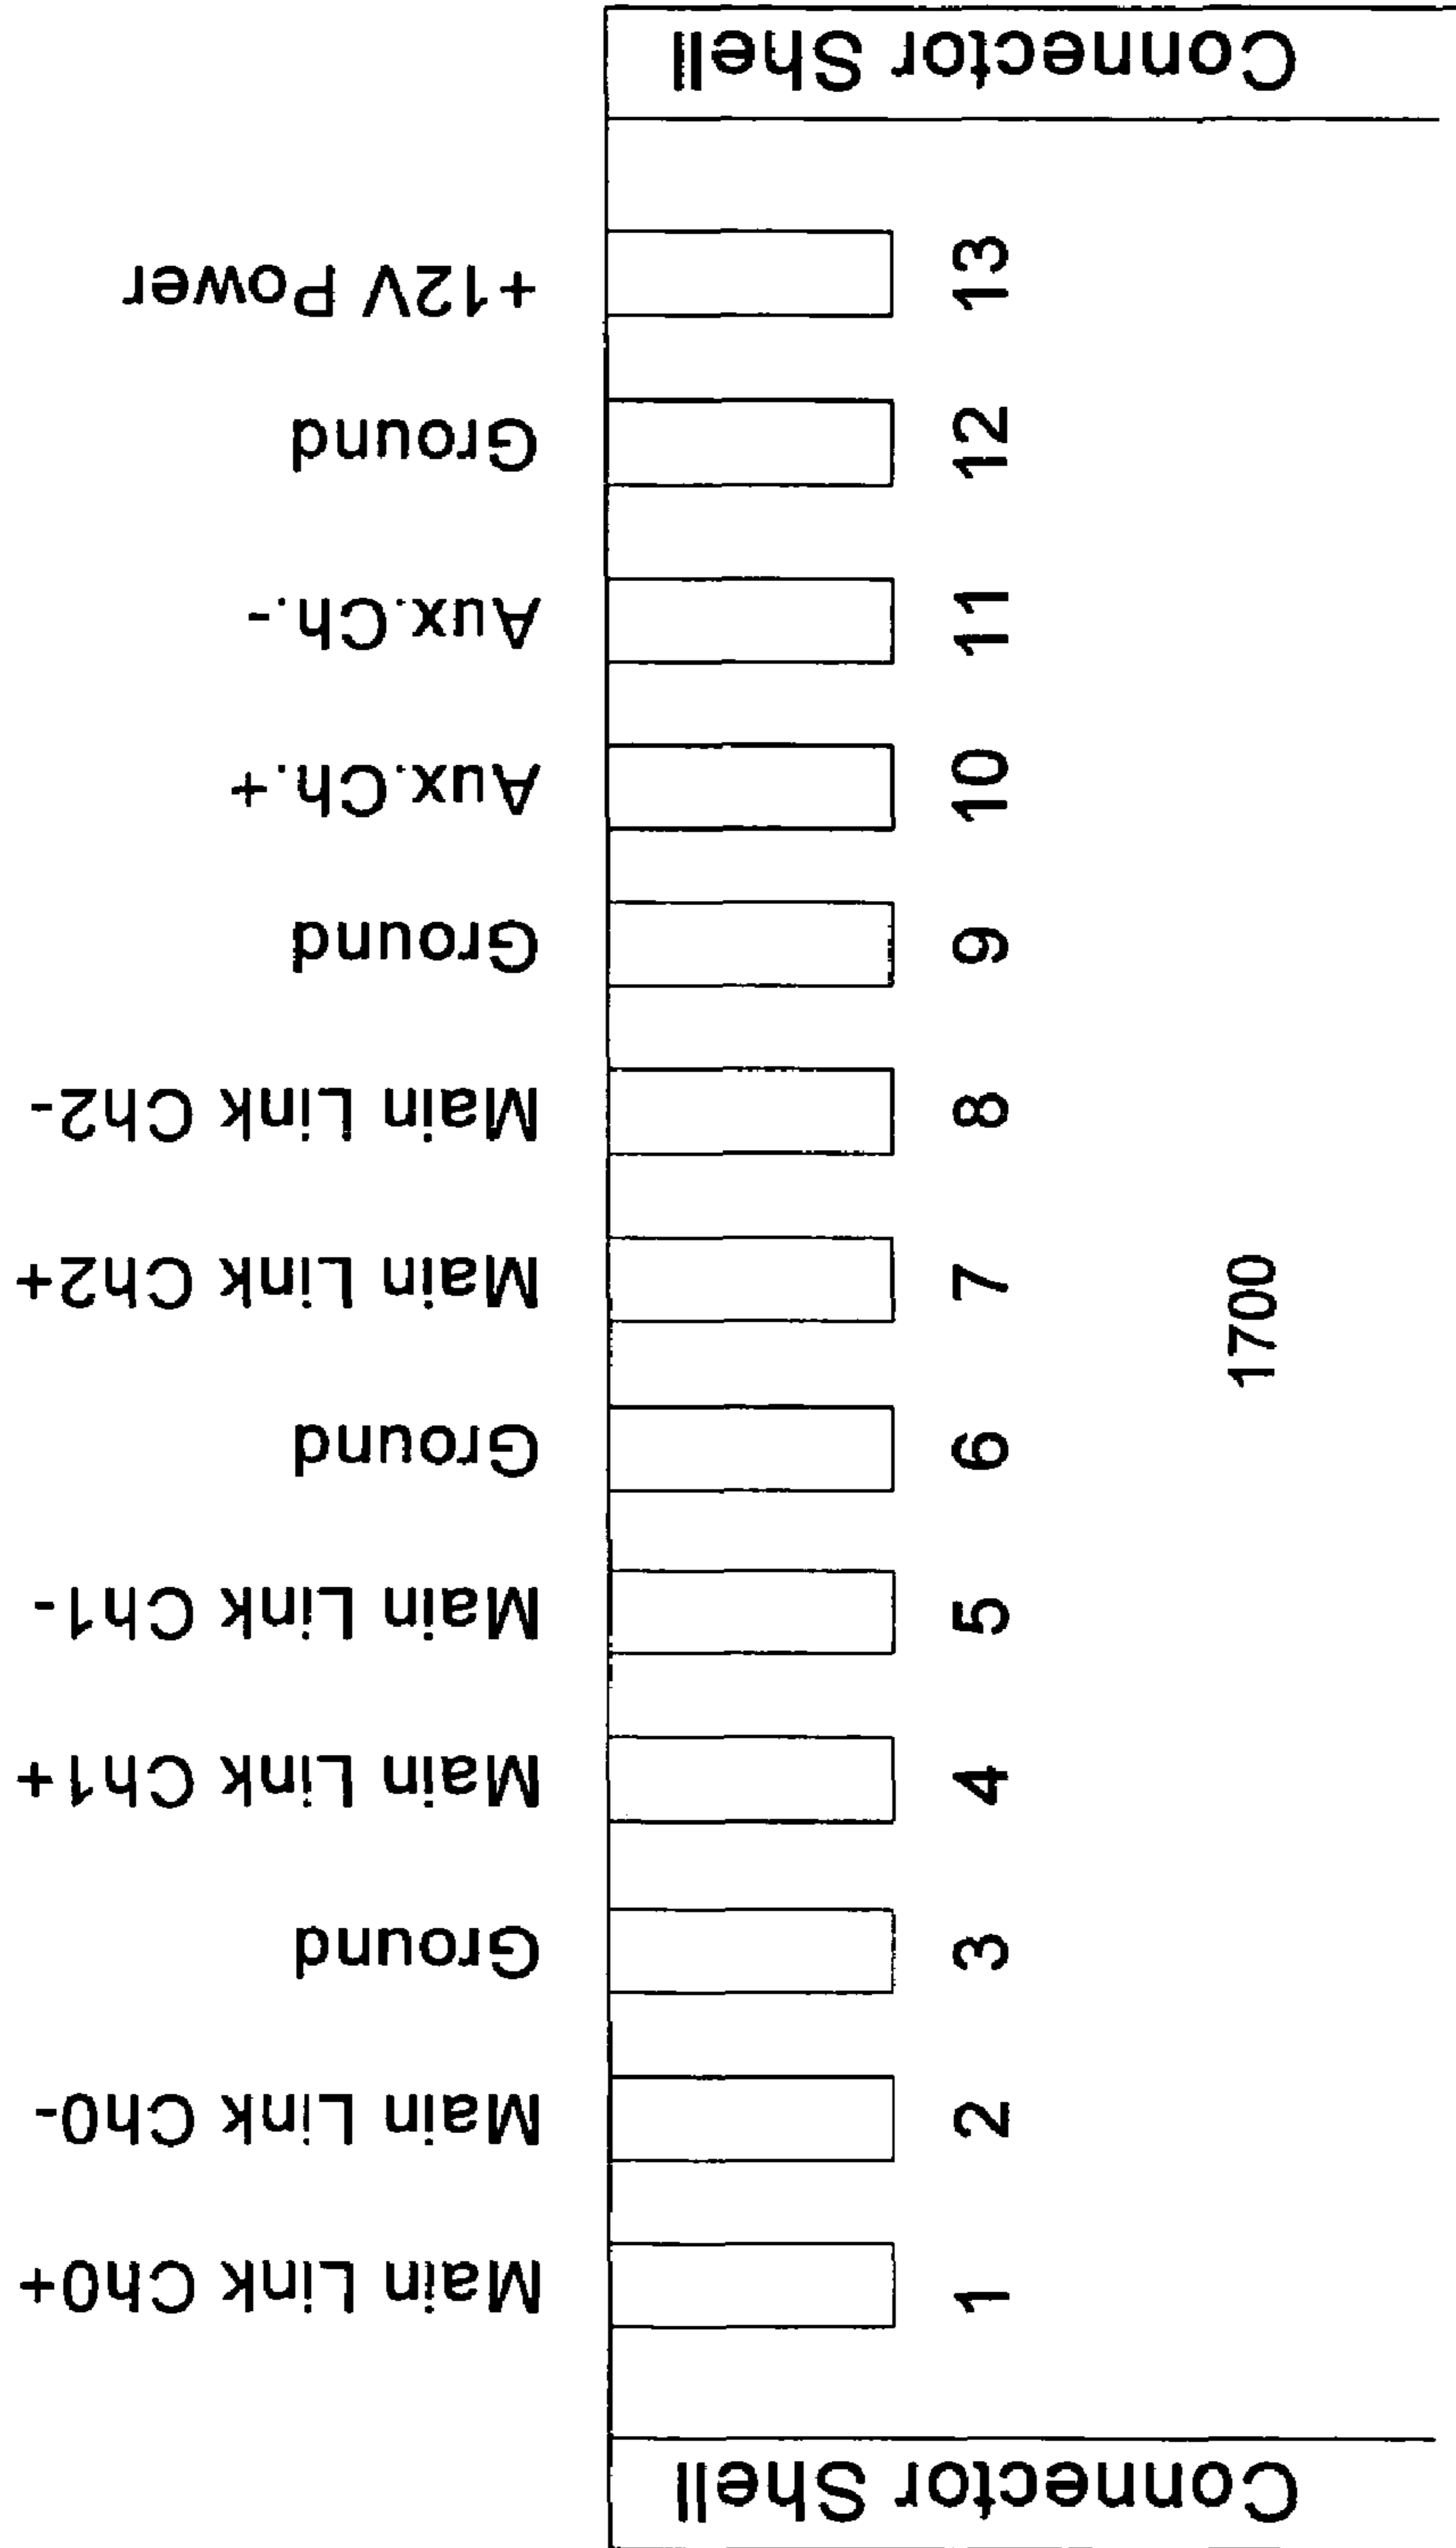 Connector Shell
Main Link Ch0+
1
Main Link Ch0-
2
Ground
3
Main Link Ch1+
4
Main Link Ch1-
5
Ground
6
Main Link Ch2+
7
Main Link Ch2-
8
Ground
9
Aux.Ch.+
10
Aux.Ch.-
11
Ground
12
+12V Power
13
Connector Shell
1700